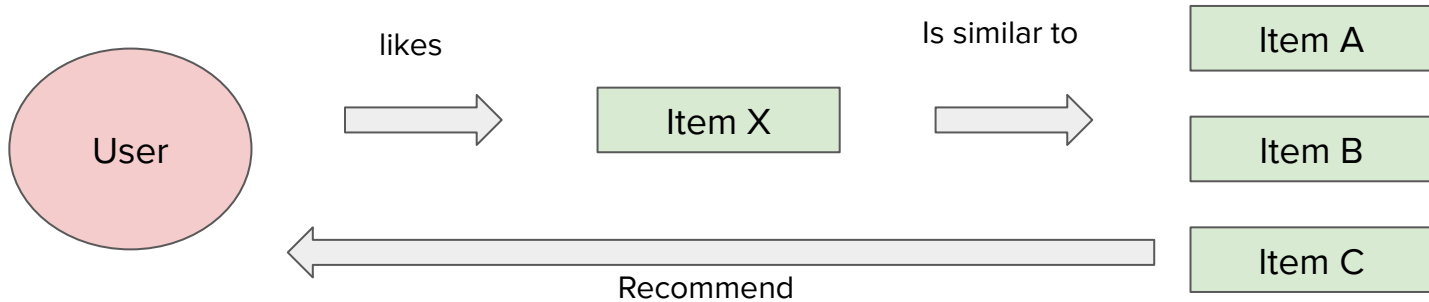 likes
Is similar to
Item A
User
Item X
Item B
Item C
Recommend